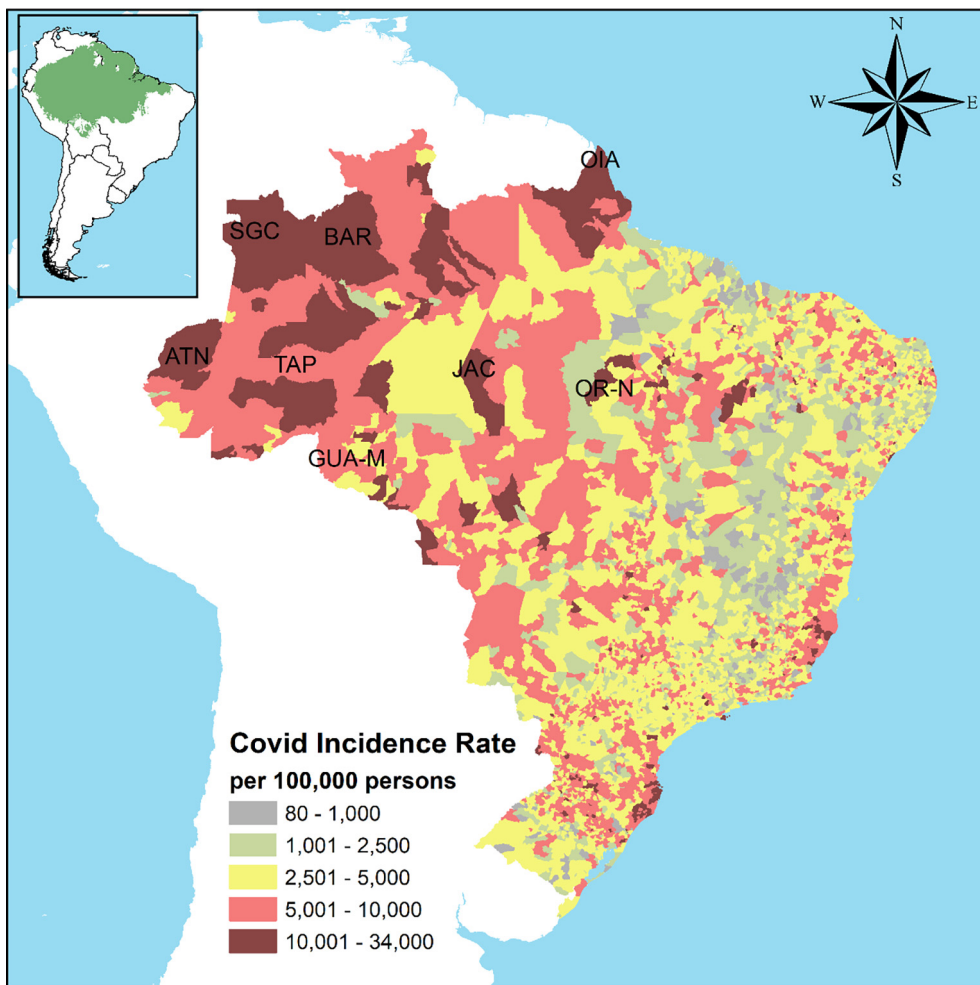 N
W E
S
OIA
SGC BAR
ATN
TAP
JAC
OR-N
GUA-M
Covid Incidence Rate
per 100,000 persons
80 - 1,000
1,001 - 2,500
2,501 - 5,000
5,001 - 10,000
10,001 - 34,000